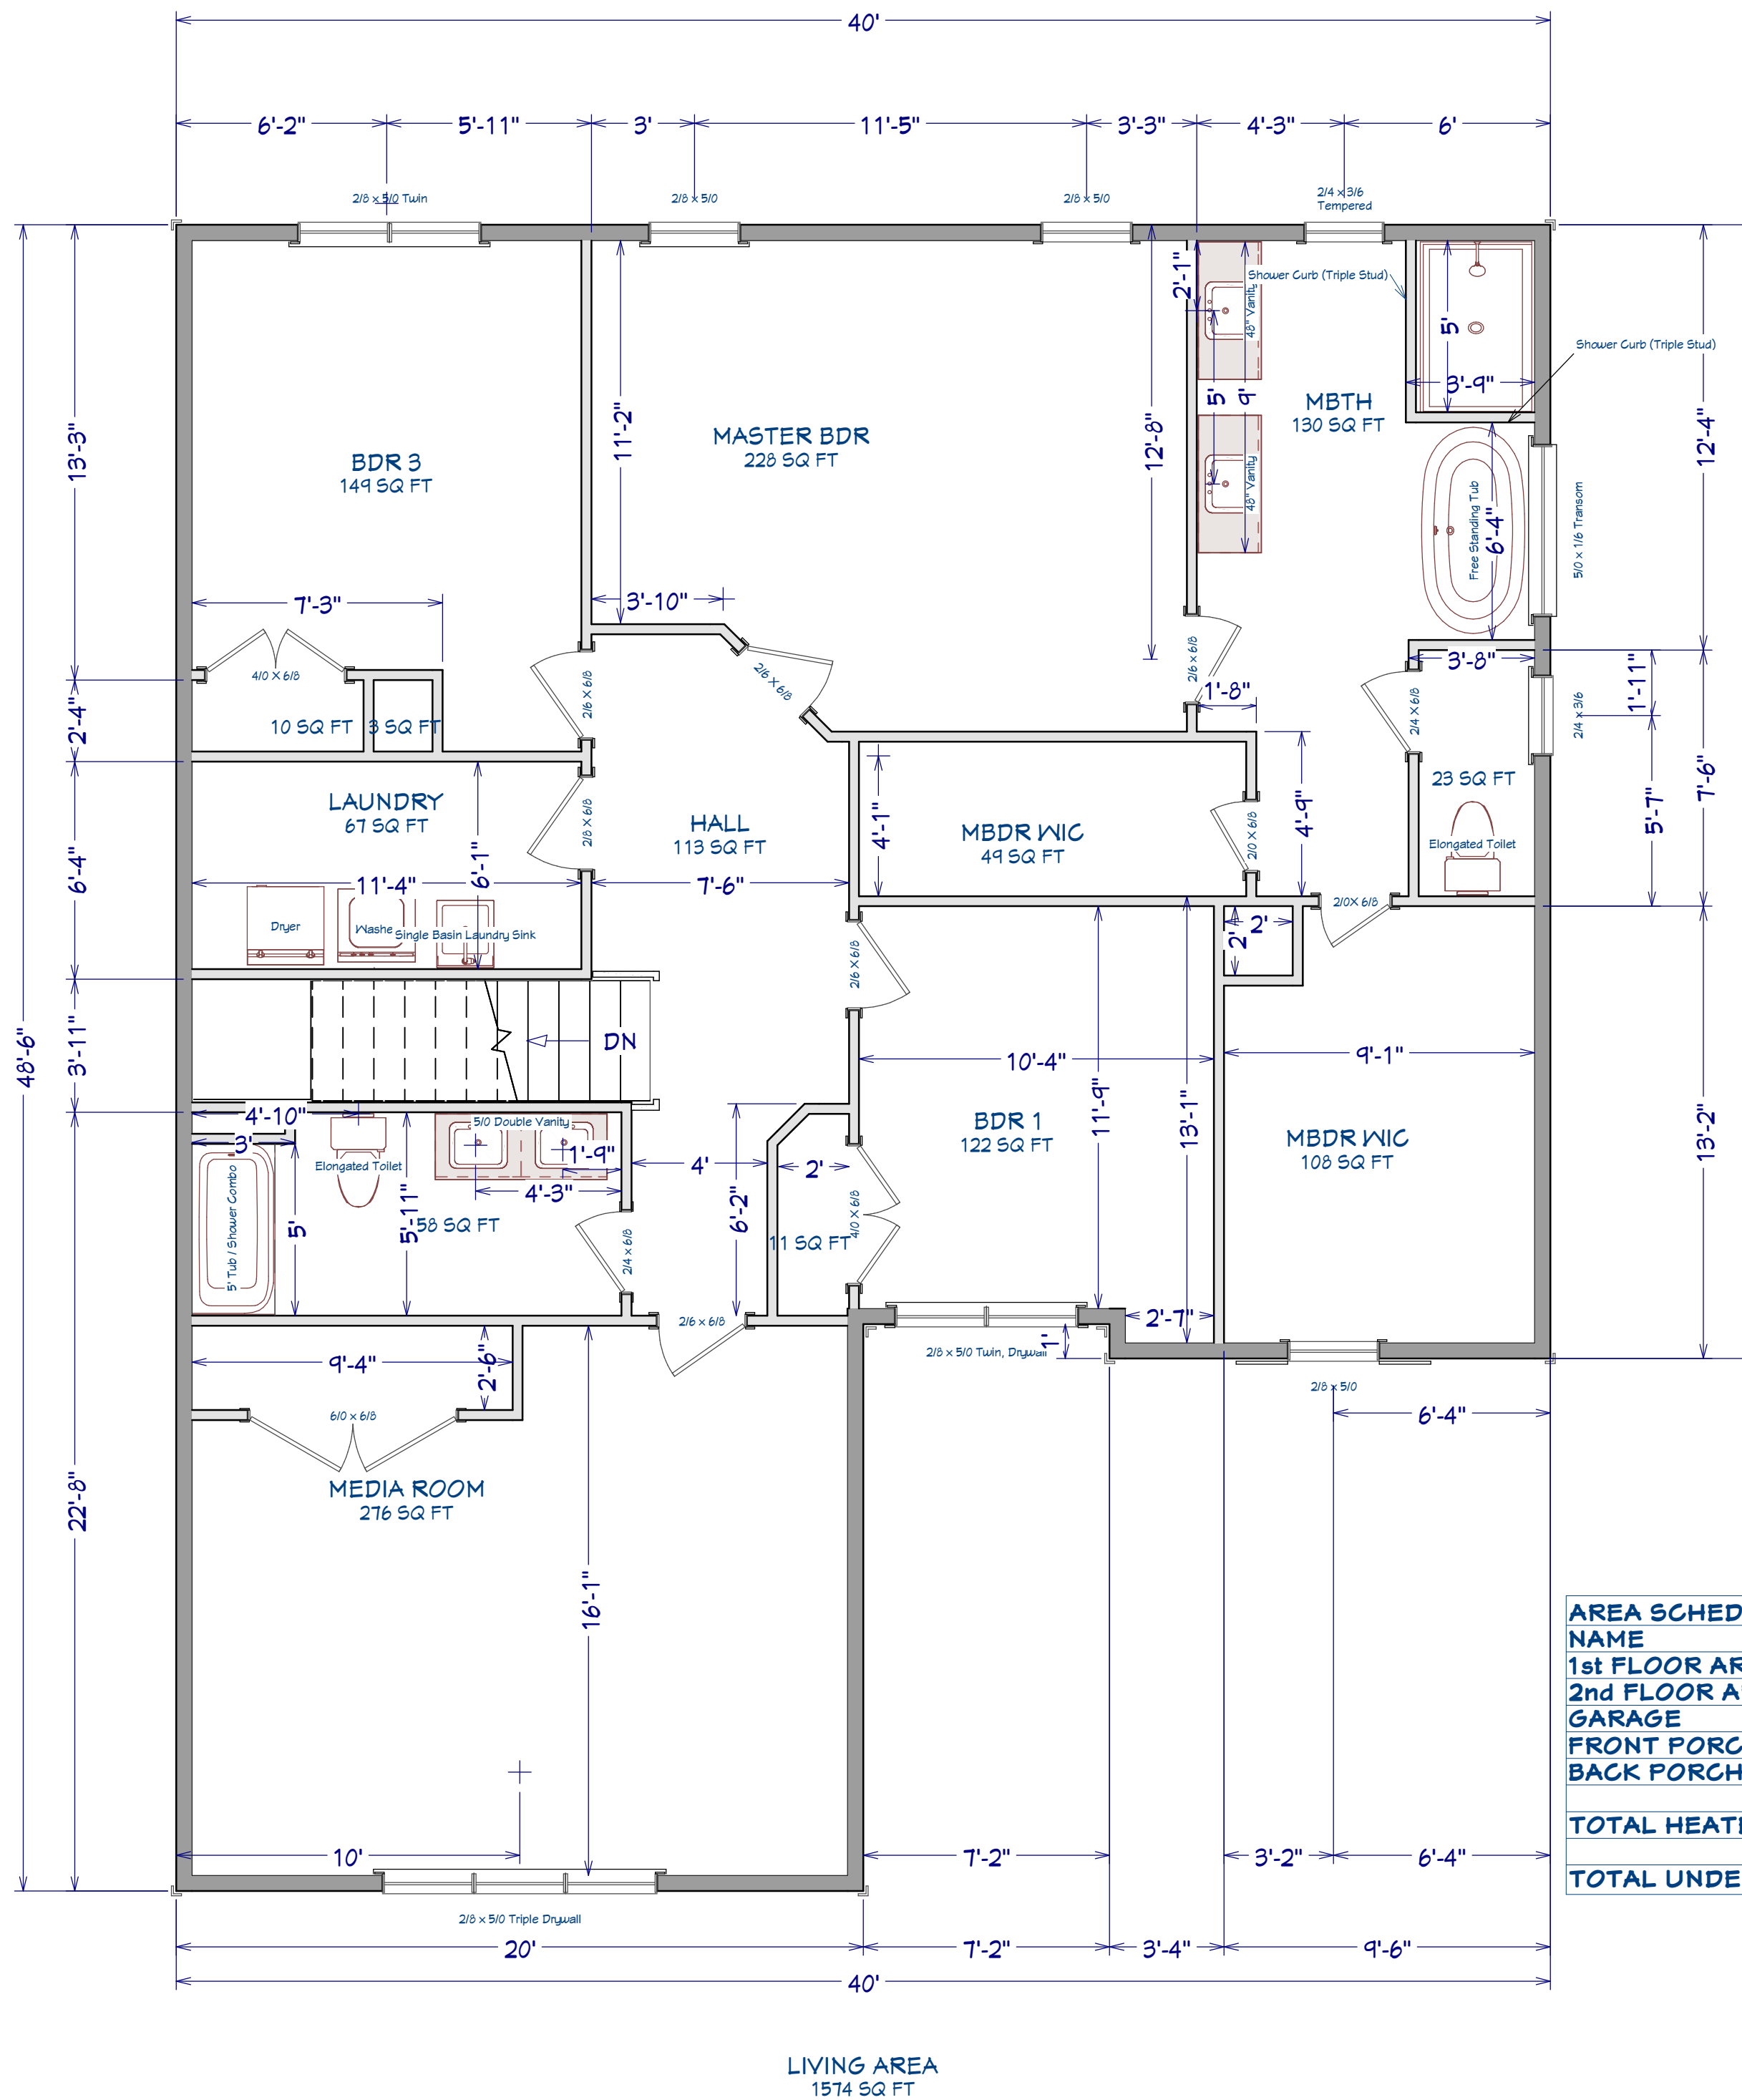 40'
6'-2"
5'-11"
3'
11'-5"
3'-3"
4'-3"
6'
2/8 x 5/0 Twin
2/8 x 5/0
2/8 x 5/0
2/4 x 3/6
Tempered
2'-1"
48" Vanity
Shower Curb (Triple Stud)
5'
3'-9"
Shower Curb (Triple Stud)
13'-3"
11'-2"
12'-8"
5'
9'
12'-4"
MBTH
130 SQ FT
MASTER BDR
228 SQ FT
BDR 3
149 SQ FT
48" Vanity
Free Standing Tub
6'-4"
5/0 x 1/6 Transom
7'-3"
3'-10"
4/0 X 6/8
2/6 X 6/8
2/6 X 6/8
2/6 x 6/8
1'-8"
3'-8"
1'-11"
2/4 X 6/8
2/4 x 3/6
2'-4"
10 SQ FT
3 SQ FT
23 SQ FT
7'-6"
5'-7"
LAUNDRY
67 SQ FT
2/8 X 6/8
HALL
113 SQ FT
4'-1"
MBDR WIC
49 SQ FT
2/0 X 6/8
4'-9"
Elongated Toilet
6'-4"
11'-4"
6'-1"
7'-6"
2/0X 6/8
Dryer
Washe
Single Basin Laundry Sink
2/6 x 6/8
2'
2'
48'-6"
3'-11"
DN
10'-4"
9'-1"
11'-9"
13'-1"
BDR 1
122 SQ FT
MBDR WIC
108 SQ FT
13'-2"
4'-10"
3'
5/0 Double Vanity
1'-9"
Elongated Toilet
4'-3"
5' Tub / Shower Combo
5'
5'-11"
58 SQ FT
2/4 x 6/8
4'
2'
6'-2"
4/0 X 6/8
11 SQ FT
2/6 x 6/8
2'-7"
1'
2/8 x 5/0 Twin, Drywall
2/8 x 5/0
9'-4"
2'-6"
6/0 x 6/8
6'-4"
22'-8"
MEDIA ROOM
276 SQ FT
16'-1"
AREA SCHED
NAME
1st FLOOR AR
2nd FLOOR A
GARAGE
FRONT PORC
BACK PORCH
TOTAL HEAT
TOTAL UNDE
10'
7'-2"
3'-2"
6'-4"
2/8 x 5/0 Triple Drywall
20'
7'-2"
3'-4"
9'-6"
40'
LIVING AREA
1574 SQ FT